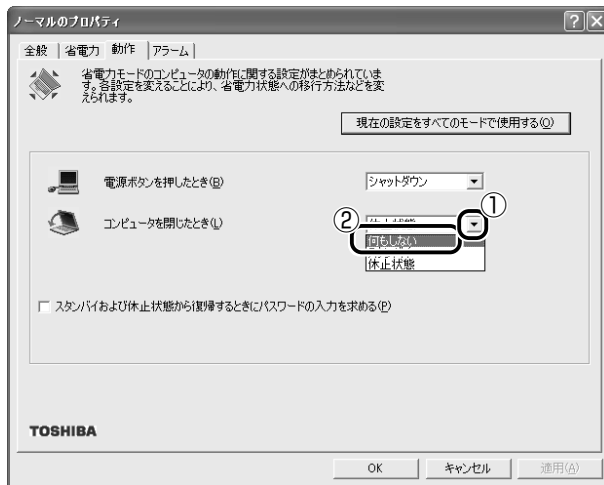 ノーマルのプロパティ
全般 省電力 動作 アラーム
省電力モードのコンピュータの動作に関する設定がまとめられていま
す。各設定を変えることにより、省電力状態への移行方法などを変
えられます。
現在の設定をすべてのモードで使用する(O)
電源ボタンを押したとき(B)
シャットダウン
コンピュータを閉じたとき(L)
休止状態
①
②
何もしない
休止状態
スタンバイおよび休止状態から復帰するときにパスワードの入力を求める(P)
TOSHIBA
OK キャンセル 適用(A)